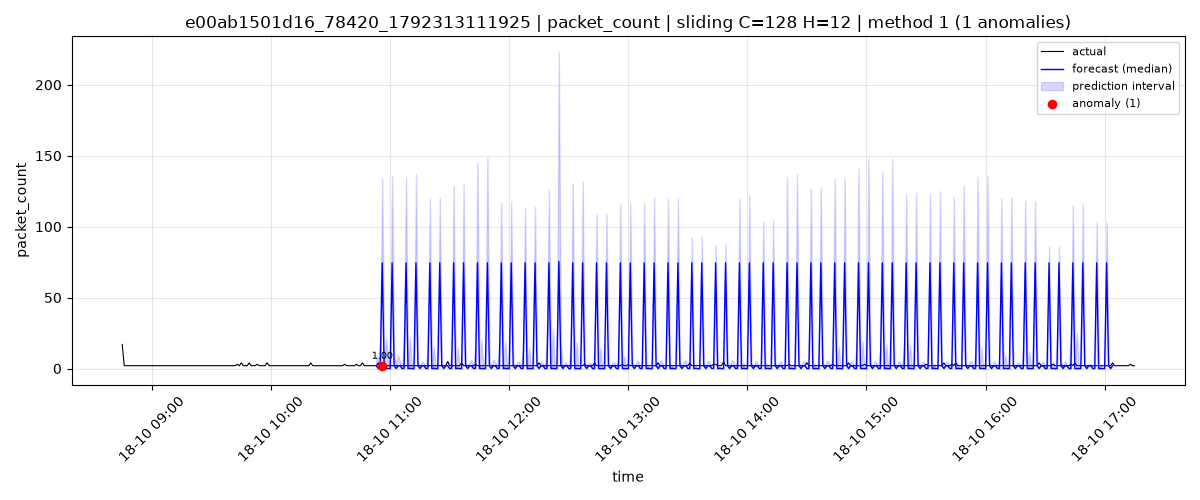 e00ab1501d16_78420_1792313111925 | packet_count | sliding C=128 H=12 | method 1 (1 anomalies)
actual
forecast (median)
prediction interval
anomaly (1)
packet_count
200
150
100
50
0
1.00
18-10 09:00
18-10 10:00
18-10 11:00
18-10 12:00
18-10 13:00
18-10 14:00
18-10 15:00
18-10 16:00
18-10 17:00
time